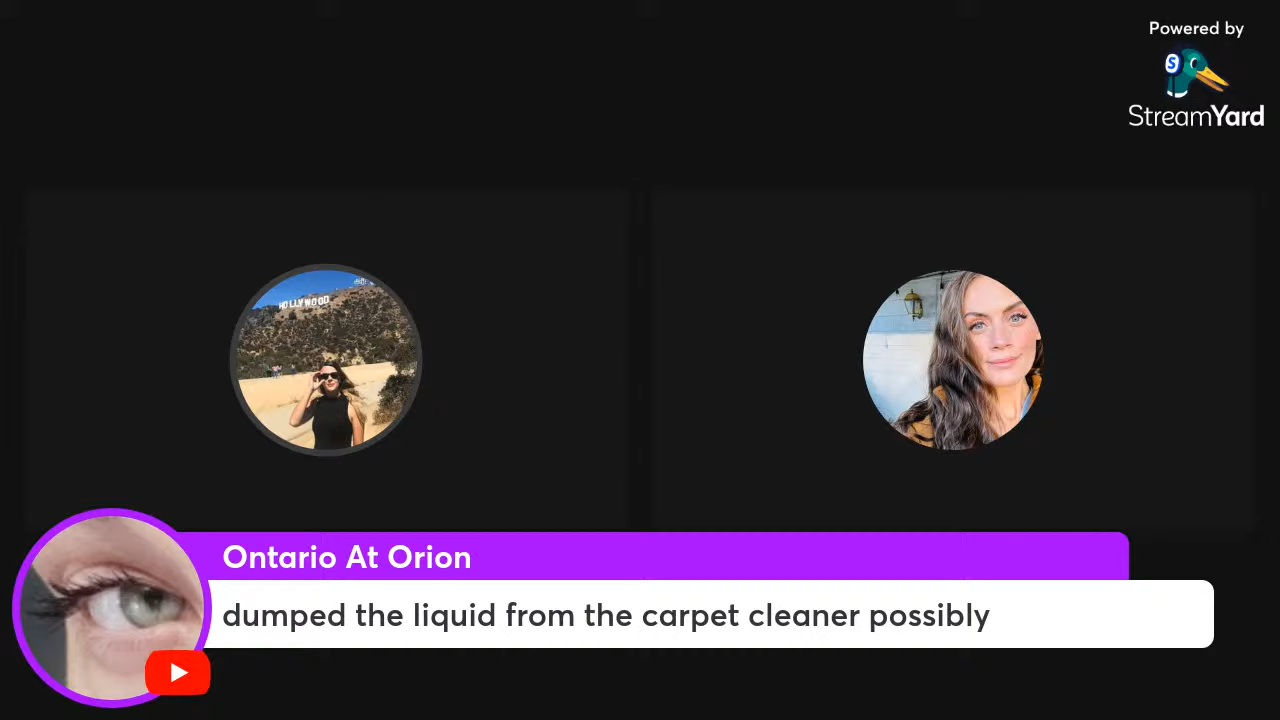 Powered by
S
StreamYard
HOLLYWOOD
Ontario At Orion
dumped the liquid from the carpet cleaner possibly